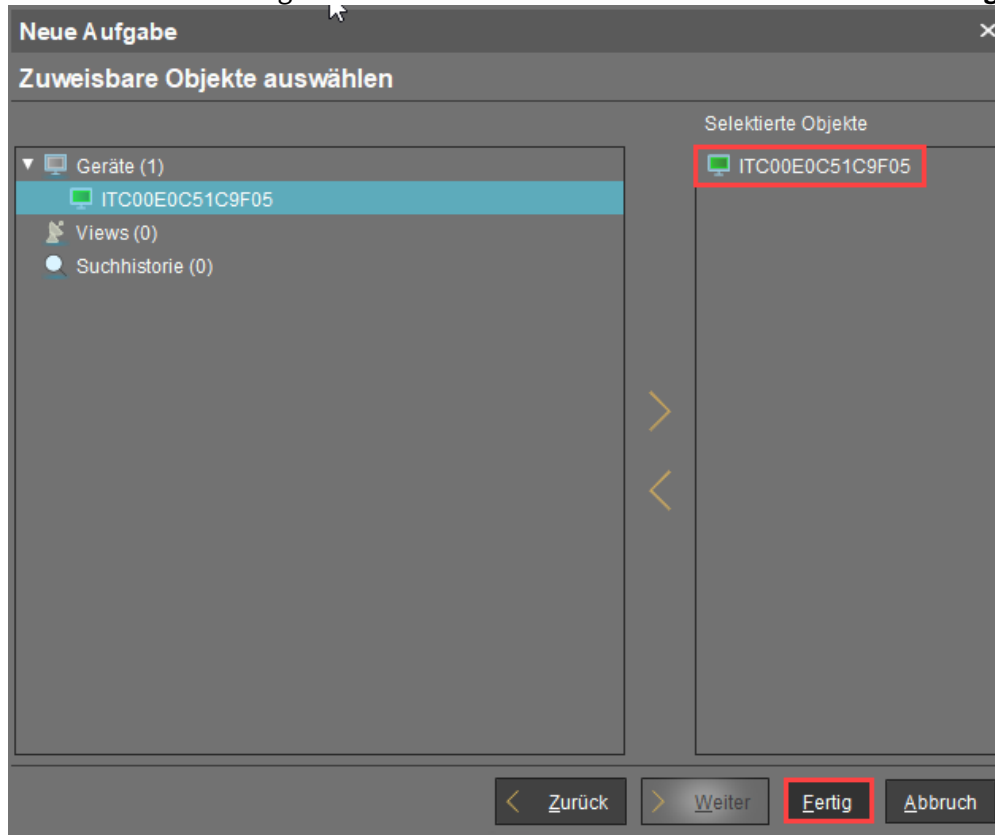 Neue Aufgabe
Zuweisbare Objekte auswählen
Selektierte Objekte
Geräte (1)
ITC00E0C51C9F05
Views (0)
Suchhistorie (0)
ITC00E0C51C9F05
Zurück
Weiter
Fertig
Abbruch